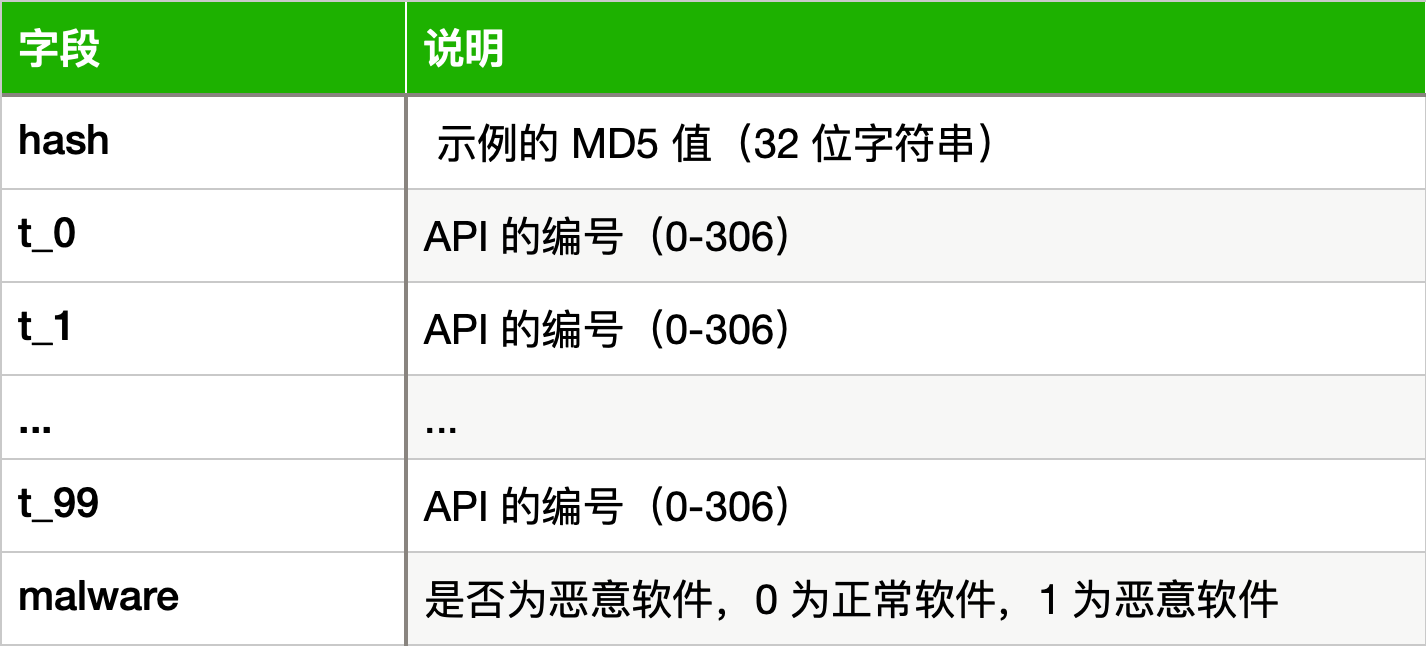 字段 说明
hash 示例的 MD5 值（32 位字符串）
t_0 API 的编号（0-306）
t_1 API 的编号（0-306）
... ...
t_99 API 的编号（0-306）
malware 是否为恶意软件，0 为正常软件，1 为恶意软件